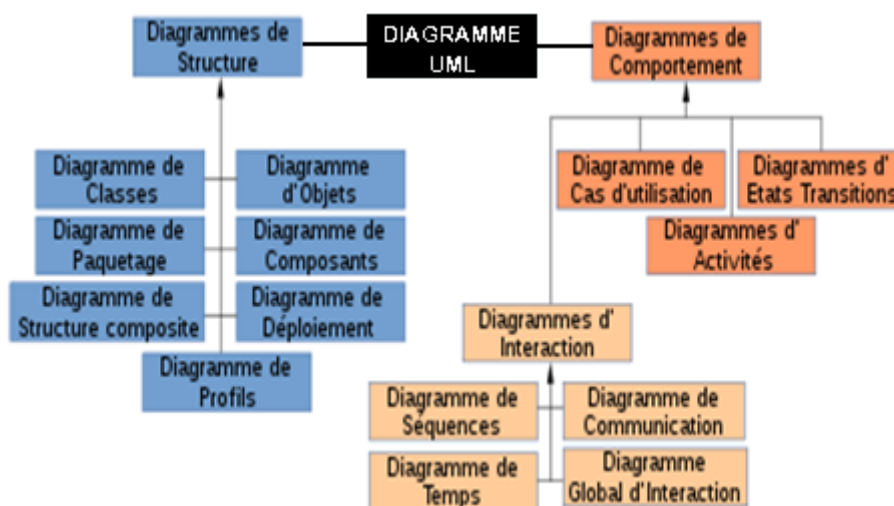 Diagrammes de
Structure
DIAGRAMME
UML
Diagrammes de
Comportement
Diagramme de
Classes
Diagramme
d'Objets
Diagramme de
Cas d'utilisation
Diagrammes d'
Etats Transitions
Diagramme de
Paquetage
Diagramme de
Composants
Diagrammes d'
Activités
Diagramme de
Structure composite
Diagramme de
Déploiement
Diagrammes d'
Interaction
Diagramme de
Profils
Diagramme de
Séquences
Diagramme de
Communication
Diagramme de
Temps
Diagramme
Global d'Interaction